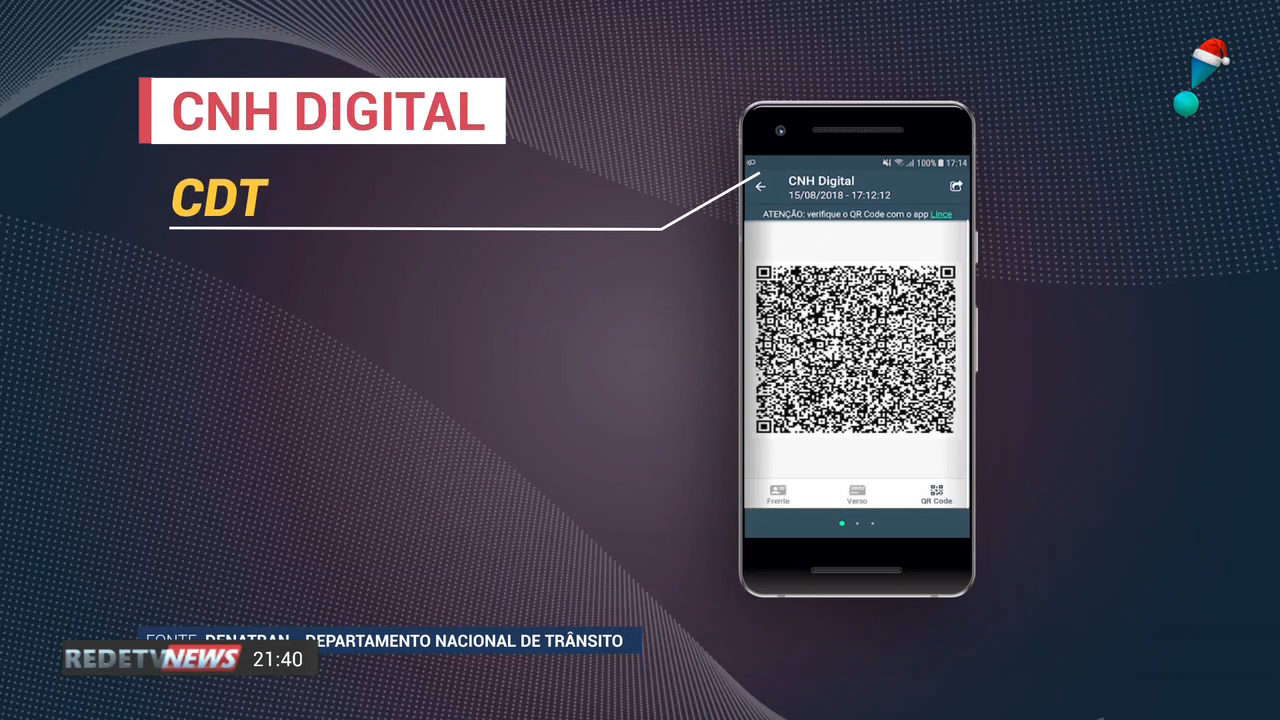 CNH DIGITAL
CDT
100% 17:14
CNH Digital
15/08/2018 - 17:12:12
ATENÇÃO: verifique o QR Code com o app Lince
Frente Verso QR Code
FONTE DENATRAN - DEPARTAMENTO NACIONAL DE TRÂNSITO
REDETV NEWS 21:40